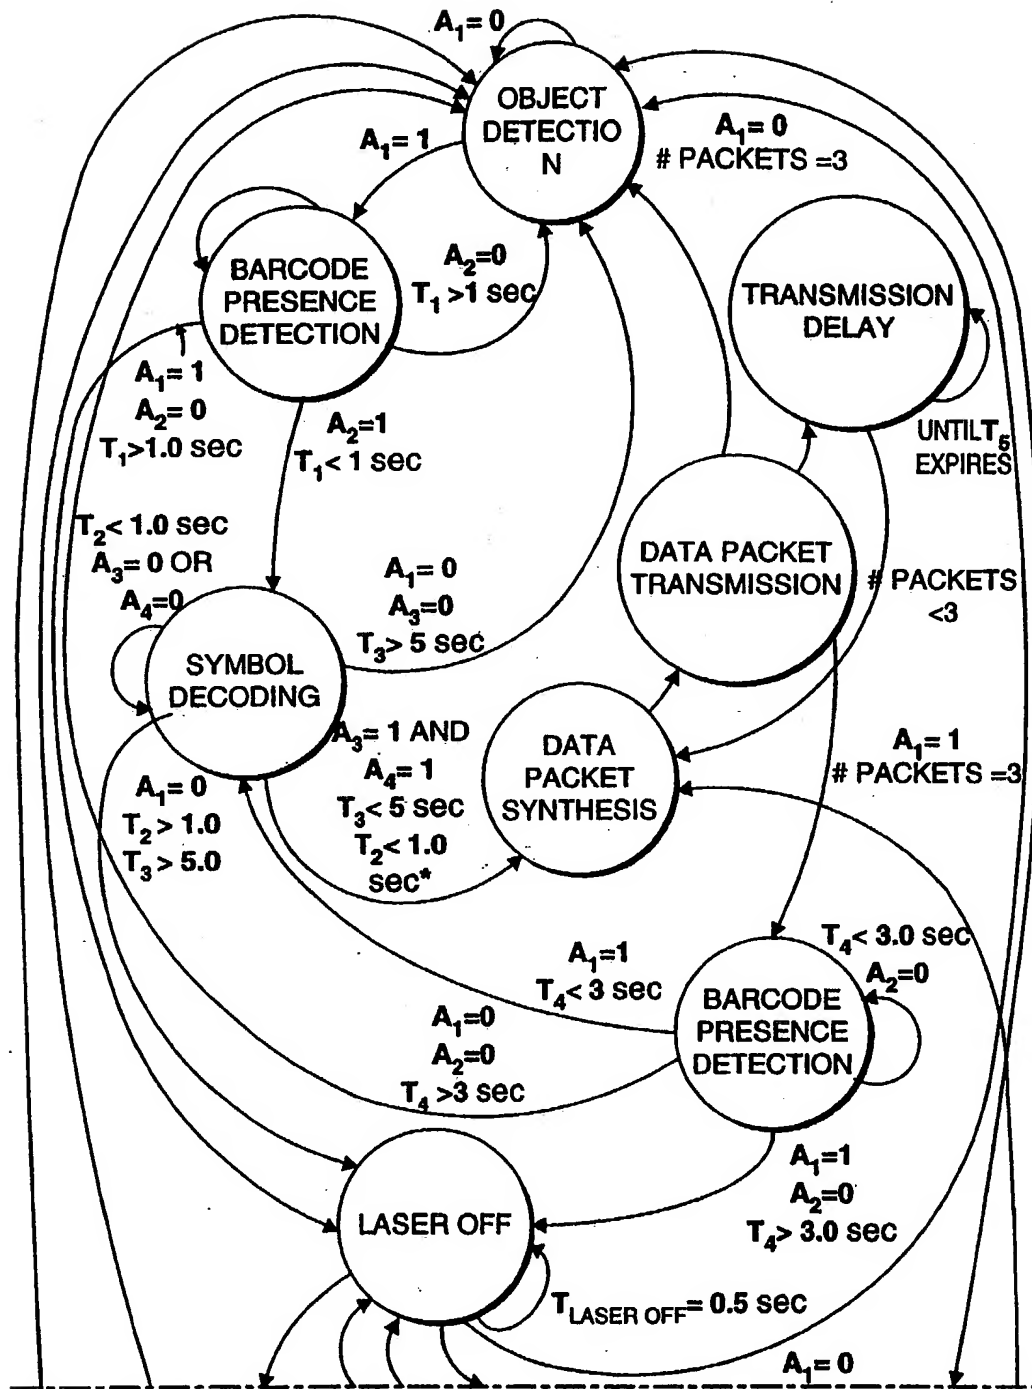 A₁= 0
OBJECT
DETECTIO
N
A₁= 1
A₁= 0
# PACKETS =3
BARCODE
PRESENCE
DETECTION
A₂=0
T₁ >1 sec
TRANSMISSION
DELAY
A₁= 1
A₂= 0
T₁>1.0 sec
A₂=1
T₁< 1 sec
UNTIL T₅
EXPIRES
T₂< 1.0 sec
A₃= 0 OR
A₄=0
A₁= 0
A₃=0
T₃> 5 sec
DATA PACKET
TRANSMISSION
# PACKETS
<3
SYMBOL
DECODING
A₃= 1 AND
A₄= 1
T₃< 5 sec
T₂< 1.0
sec*
DATA
PACKET
SYNTHESIS
A₁= 1
# PACKETS =3
A₁= 0
T₂> 1.0
T₃> 5.0
A₁=1
T₄< 3 sec
T₄< 3.0 sec
A₂=0
BARCODE
PRESENCE
DETECTION
A₁=0
A₂=0
T₄ >3 sec
A₁=1
A₂=0
T₄> 3.0 sec
LASER OFF
T LASER OFF= 0.5 sec
A₁= 0